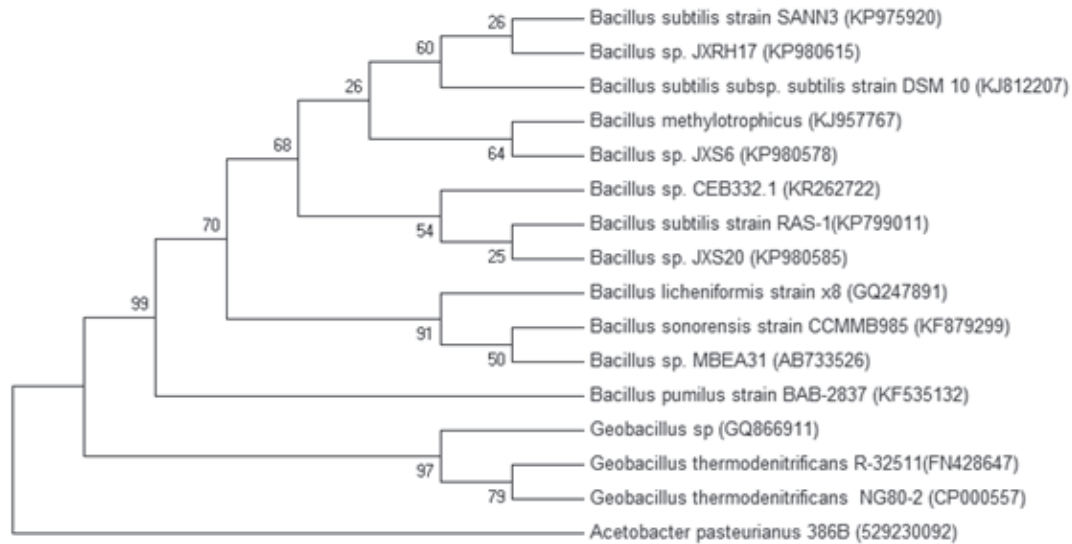 26
Bacillus subtilis strain SANN3 (KP975920)
60
Bacillus sp. JXRH17 (KP980615)
26
Bacillus subtilis subsp. subtilis strain DSM 10 (KJ812207)
Bacillus methylotrophicus (KJ957767)
68
64
Bacillus sp. JXS6 (KP980578)
Bacillus sp. CEB332.1 (KR262722)
70
54
Bacillus subtilis strain RAS-1(KP799011)
25
Bacillus sp. JXS20 (KP980585)
99
Bacillus licheniformis strain x8 (GQ247891)
91
Bacillus sonorensis strain CCMMB985 (KF879299)
50
Bacillus sp. MBEA31 (AB733526)
Bacillus pumilus strain BAB-2837 (KF535132)
Geobacillus sp (GQ866911)
97
Geobacillus thermodenitrificans R-32511(FN428647)
79
Geobacillus thermodenitrificans NG80-2 (CP000557)
Acetobacter pasteurianus 386B (529230092)